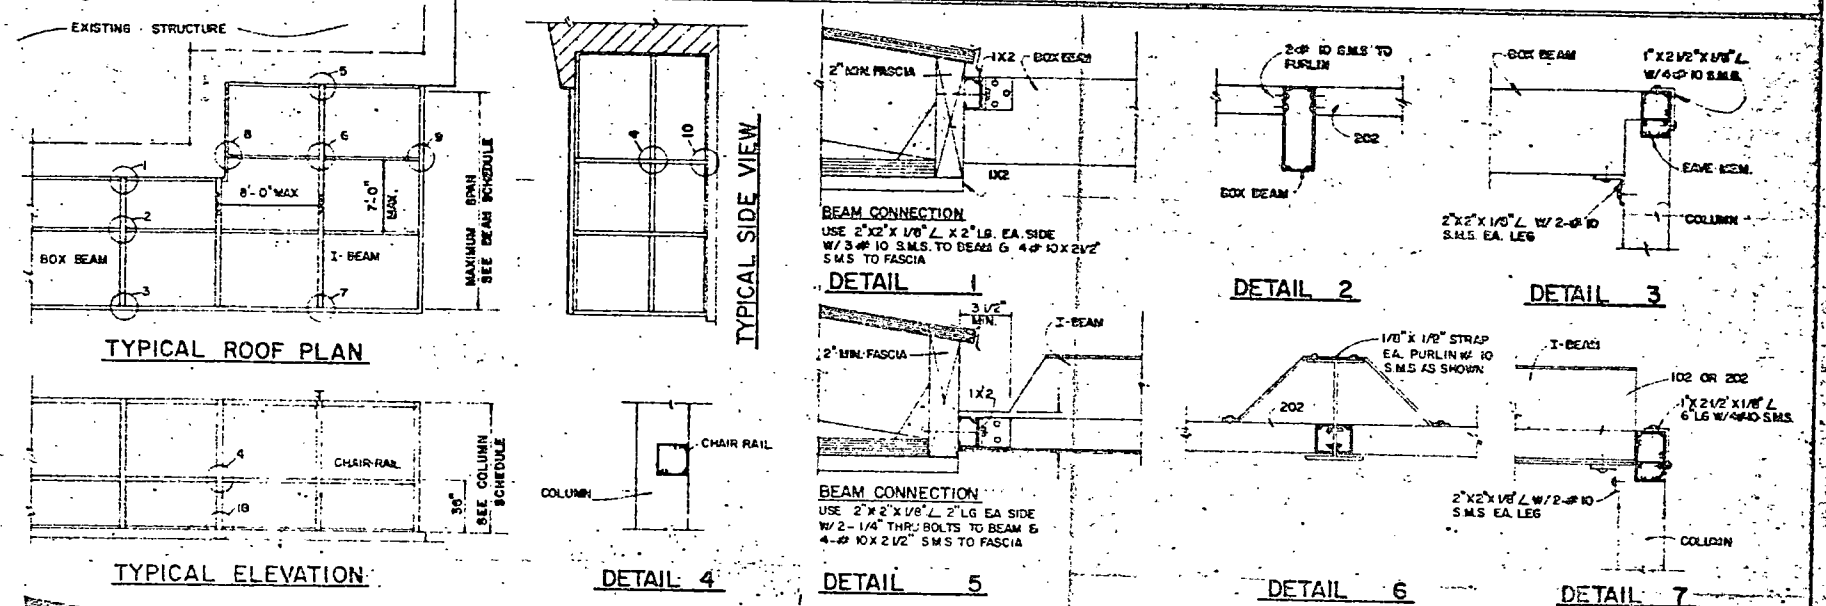 EXISTING STRUCTURE
5
8
6
9
1
8'-0" MAX
7'-0"
MAX.
2
BOX BEAM
I-BEAM
3
7
MAXIMUM SPAN
SEE BEAM SCHEDULE
TYPICAL ROOF PLAN
4
10
TYPICAL SIDE VIEW
1X2
BOX BEAM
2" MIN. FASCIA
1X2
BEAM CONNECTION
USE 2"X2"X 1/8" ∠ X 2" LG. EA. SIDE
W/ 3 # 10 S.M.S. TO BEAM & 4 # 10 X 2 1/2"
SMS TO FASCIA
DETAIL 1
2 # 10 S.M.S TO
PURLIN
202
BOX BEAM
DETAIL 2
BOX BEAM
1"X2 1/2"X1/8" ∠
W/4 # 10 S.M.S.
EAVE MEM.
2"X2"X1/8" ∠ W/ 2-# 10
S.M.S. EA. LEG
COLUMN
DETAIL 3
4
CHAIR RAIL
10
36"
SEE COLUMN
SCHEDULE
TYPICAL ELEVATION
CHAIR RAIL
COLUMN
DETAIL 4
3 1/2"
MIN.
I-BEAM
2" MIN. FASCIA
1X2
BEAM CONNECTION
USE 2"X 2"X 1/8" ∠ 2" LG EA SIDE
W/ 2- 1/4" THRU BOLTS TO BEAM &
4-# 10 X 2 1/2" SMS TO FASCIA
DETAIL 5
1/8" X 1/2" STRAP
EA. PURLIN W/ 10
S.M.S AS SHOWN
202
DETAIL 6
I-BEAM
102 OR 202
1"X 2 1/2"X 1/8" ∠
6" LG W/4 #10 S.M.S.
2"X2"X1/8" ∠ W/ 2-# 10
S.M.S EA. LEG
COLUMN
DETAIL 7